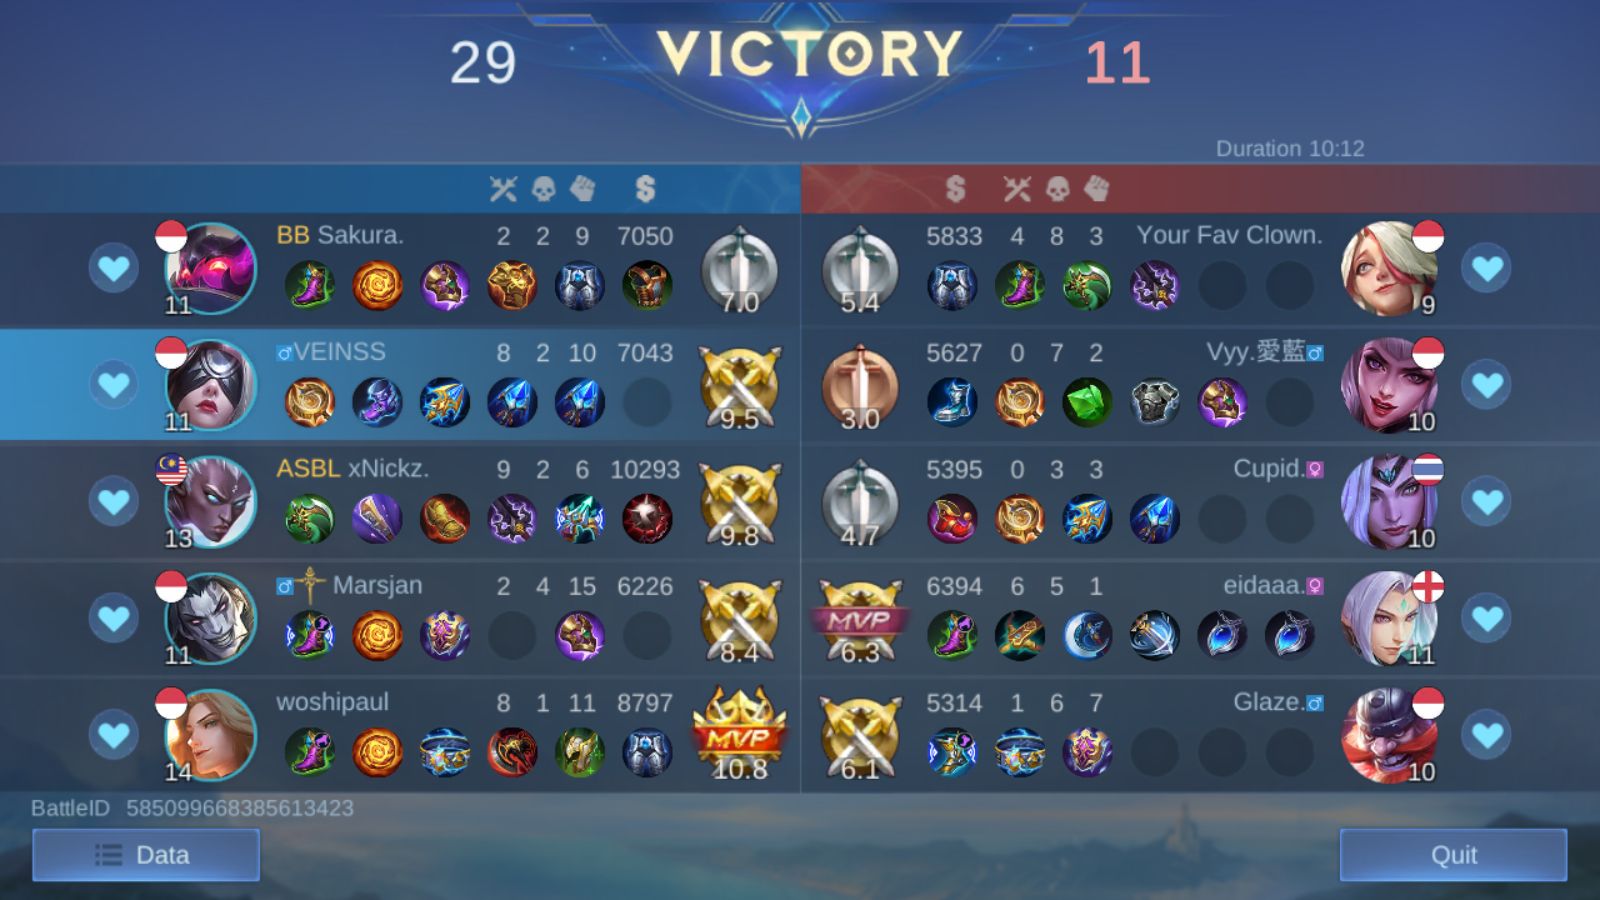 29 VICTORY 11
Duration 10:12
BB Sakura. 2 2 9 7050
11 7.0
5833 4 8 3 Your Fav Clown.
5.4 9
VEINSS 8 2 10 7043
11 9.5
5627 0 7 2 Vyy.愛藍
3.0 10
ASBL xNickz. 9 2 6 10293
13 9.8
5395 0 3 3 Cupid.
4.7 10
Marsjan 2 4 15 6226
11 8.4
6394 6 5 1 eidaaa.
MVP
6.3 11
woshipaul 8 1 11 8797
MVP
14 10.8
5314 1 6 7 Glaze.
6.1 10
BattleID 585099668385613423
Data
Quit